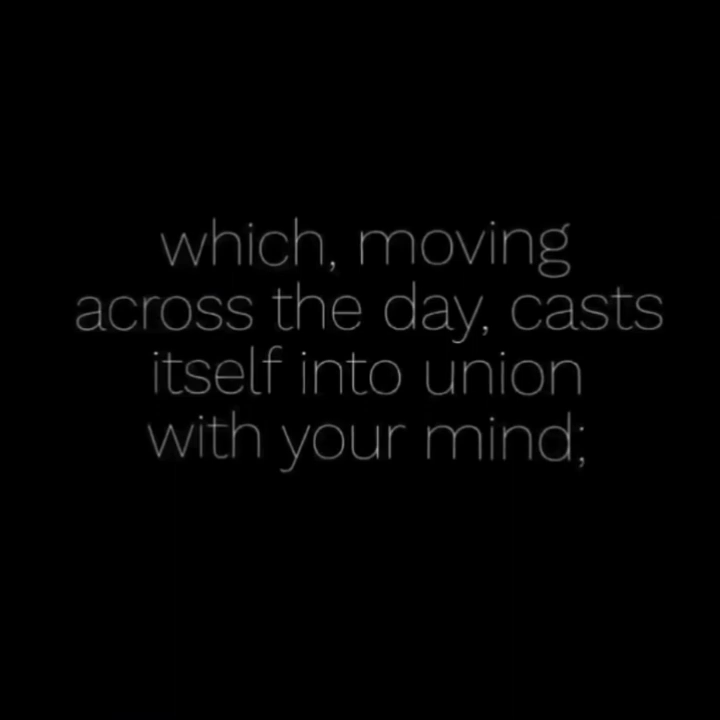 which, moving
across the day, casts
itself into union
with your mind;